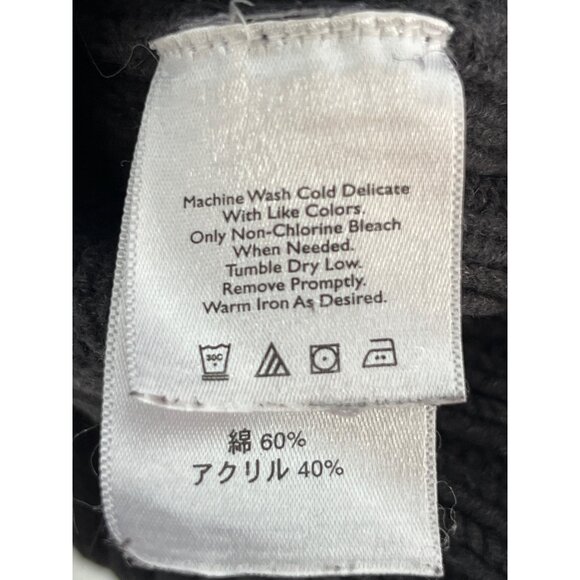 Machine Wash Cold Delicate
With Like Colors.
Only Non-Chlorine Bleach
When Needed.
Tumble Dry Low.
Remove Promptly.
Warm Iron As Desired.
30C
綿 60%
アクリル 40%